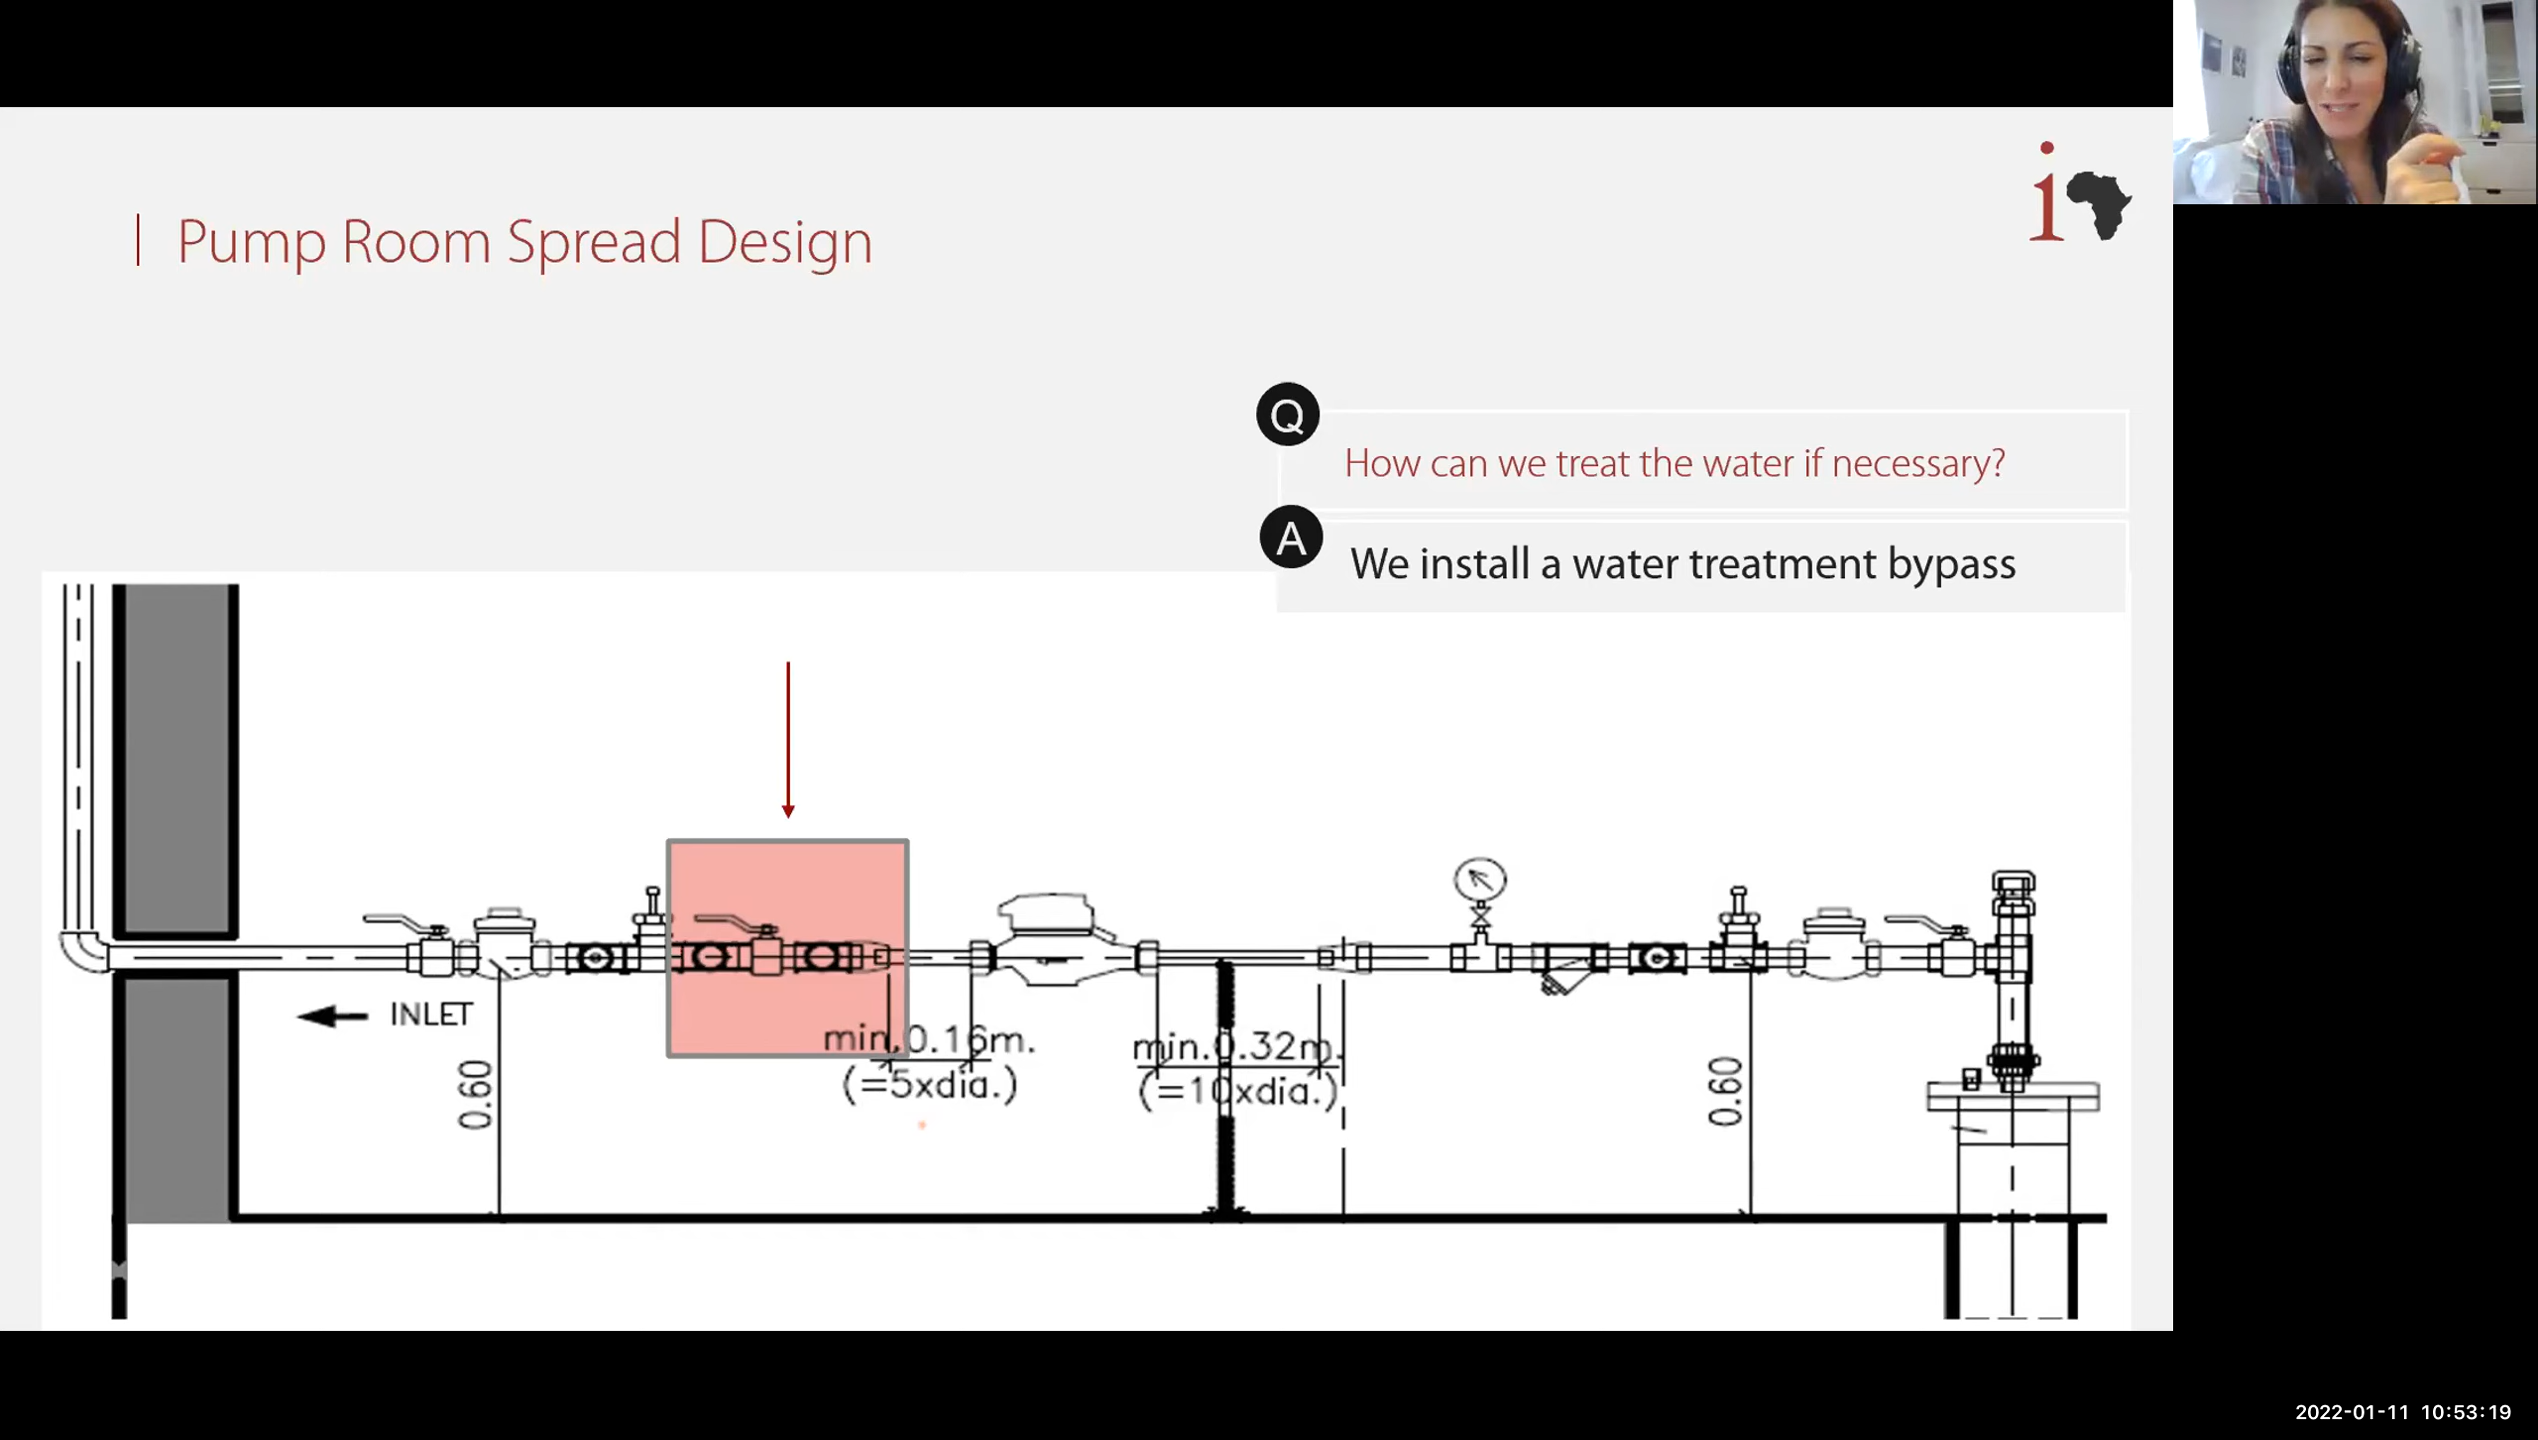 Pump Room Spread Design
i
Q
How can we treat the water if necessary?
A
We install a water treatment bypass
INLET
0.60
min.0.16m.
(=5xdia.)
min.0.32m.
(=10xdia.)
0.60
2022-01-11 10:53:19